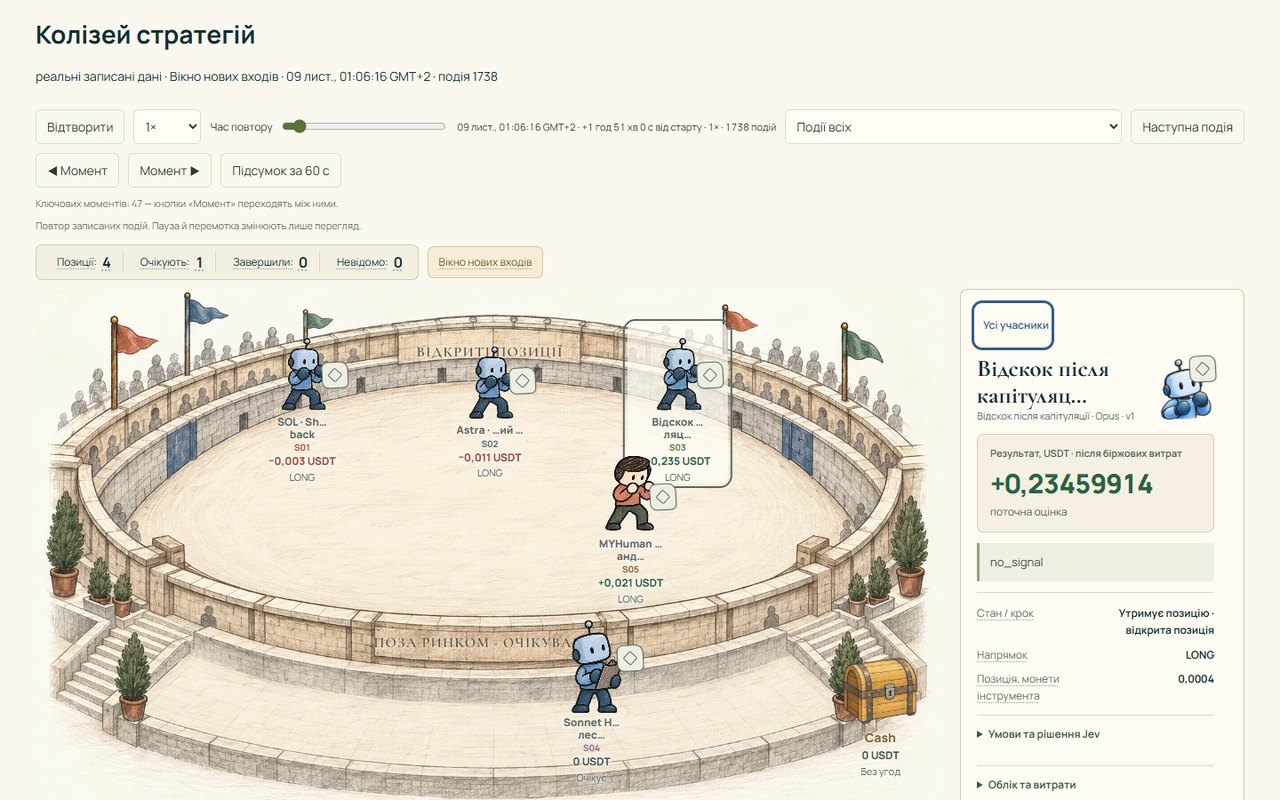 Колізей стратегій
реальні записані дані · Вікно нових входів · 09 лист., 01:06:16 GMT+2 · подія 1738
Відтворити
1×
Час повтору
09 лист., 01:06:16 GMT+2 · +1 год 51 хв 0 с від старту · 1× · 1738 подій
Події всіх
Наступна подія
◀ Момент
Момент ▶
Підсумок за 60 с
Ключових моментів: 47 — кнопки «Момент» переходять між ними.
Повтор записаних подій. Пауза й перемотка змінюють лише перегляд.
Позиції: 4
Очікують: 1
Завершили: 0
Невідомо: 0
Вікно нових входів
ВІДКРИТІ ПОЗИЦІЇ
SOL · Sh…
back
S01
−0,003 USDT
LONG
Astra · …ий …
S02
−0,011 USDT
LONG
Відскок …
ляц…
S03
0,235 USDT
LONG
MYHuman …
анд…
S05
+0,021 USDT
LONG
ПОЗА РИНКОМ · ОЧІКУВА
Sonnet H…
лес…
S04
0 USDT
Очікує
Cash
0 USDT
Без угод
Усі учасники
Відскок після
капітуляц…
Відскок після капітуляції · Opus · v1
Результат, USDT · після біржових витрат
+0,23459914
поточна оцінка
no_signal
Стан / крок
Утримує позицію ·
відкрита позиція
Напрямок
LONG
Позиція, монети
інструмента
0,0004
▶ Умови та рішення Jev
▶ Облік та витрати